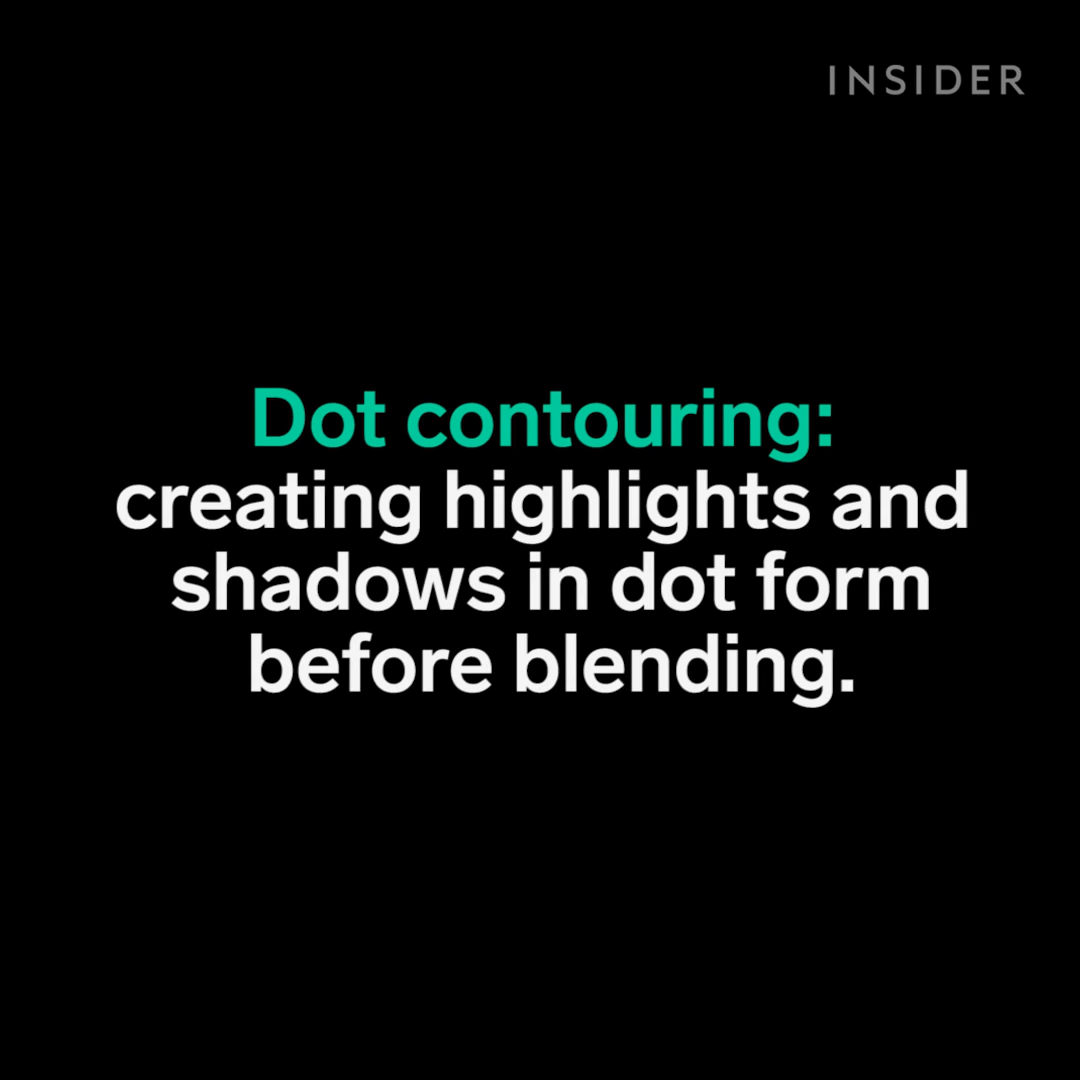 INSIDER
Dot contouring:
creating highlights and
shadows in dot form
before blending.